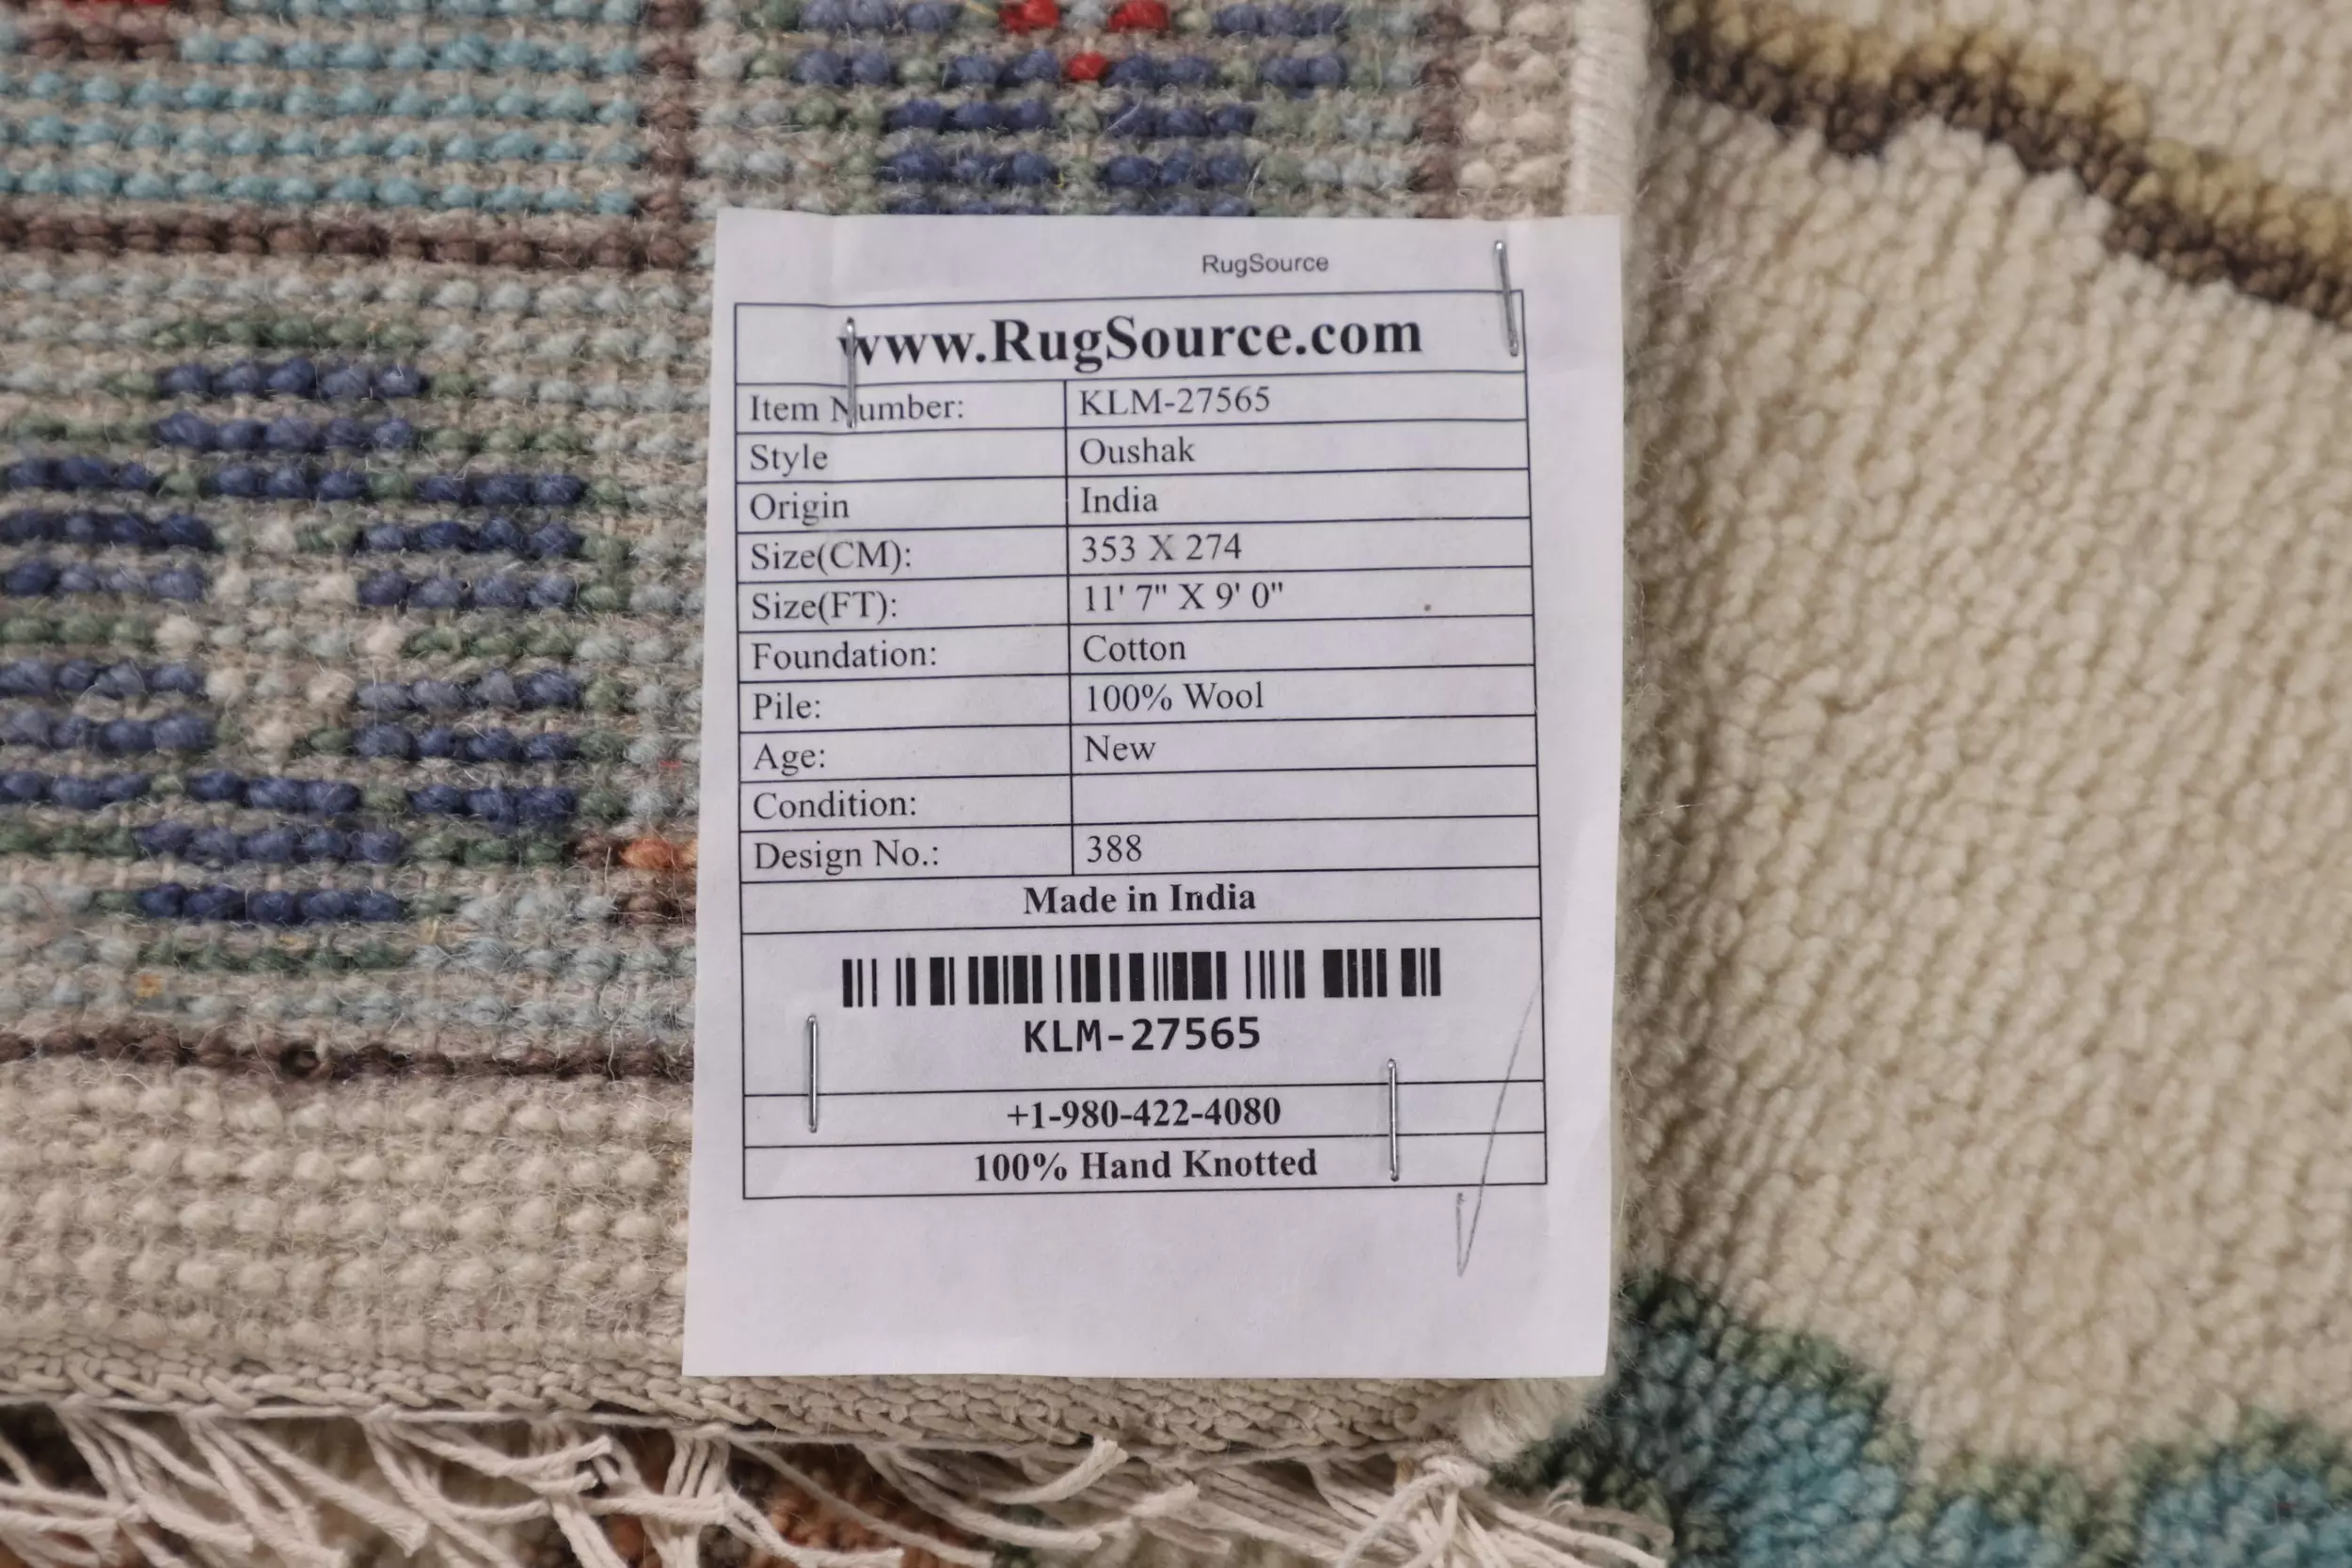 RugSource
www.RugSource.com
Item Number: KLM-27565
Style Oushak
Origin India
Size(CM): 353 X 274
Size(FT): 11' 7" X 9' 0"
Foundation: Cotton
Pile: 100% Wool
Age: New
Condition:
Design No.: 388
Made in India
KLM-27565
+1-980-422-4080
100% Hand Knotted